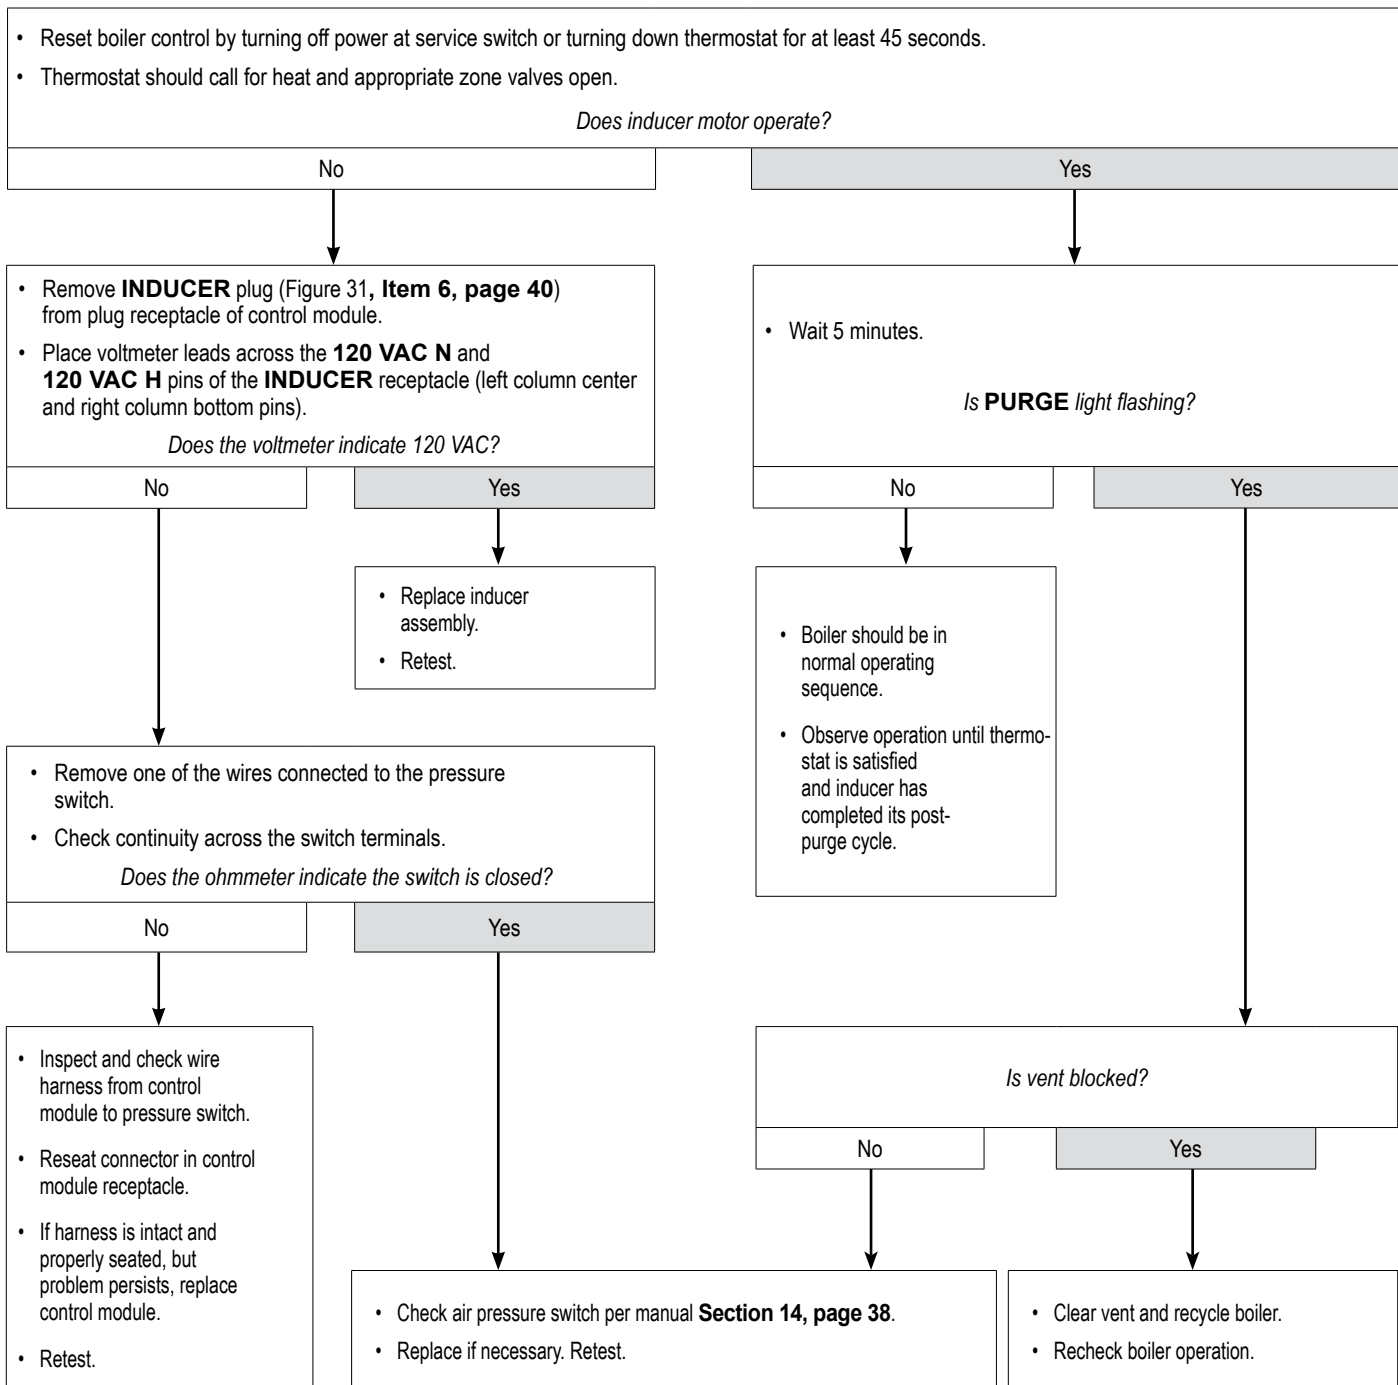 • Reset boiler control by turning off power at service switch or turning down thermostat for at least 45 seconds.
• Thermostat should call for heat and appropriate zone valves open.
Does inducer motor operate?
No
Yes
• Remove INDUCER plug (Figure 31, Item 6, page 40)
from plug receptacle of control module.
• Place voltmeter leads across the 120 VAC N and
120 VAC H pins of the INDUCER receptacle (left column center
and right column bottom pins).
Does the voltmeter indicate 120 VAC?
No
Yes
• Wait 5 minutes.
Is PURGE light flashing?
No
Yes
• Replace inducer
assembly.
• Retest.
• Boiler should be in
normal operating
sequence.
• Observe operation until thermo-
stat is satisfied
and inducer has
completed its post-
purge cycle.
• Remove one of the wires connected to the pressure
switch.
• Check continuity across the switch terminals.
Does the ohmmeter indicate the switch is closed?
No
Yes
• Inspect and check wire
harness from control
module to pressure switch.
• Reseat connector in control
module receptacle.
• If harness is intact and
properly seated, but
problem persists, replace
control module.
• Retest.
Is vent blocked?
No
Yes
• Check air pressure switch per manual Section 14, page 38.
• Replace if necessary. Retest.
• Clear vent and recycle boiler.
• Recheck boiler operation.